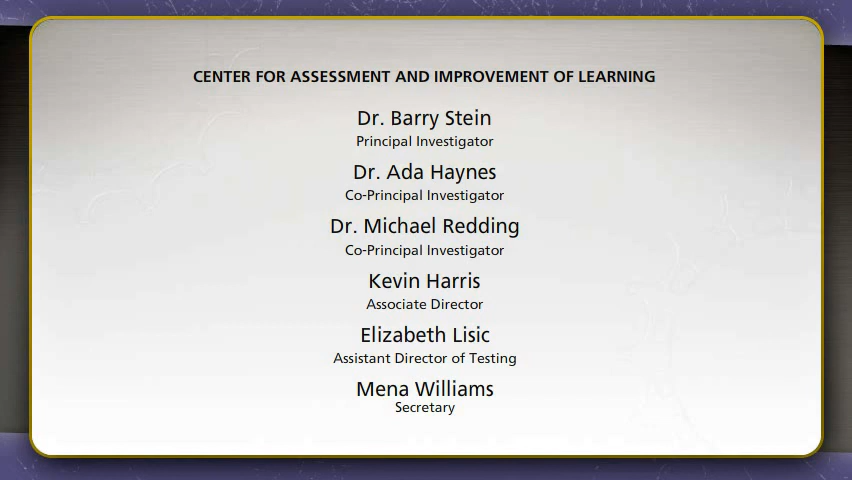 CENTER FOR ASSESSMENT AND IMPROVEMENT OF LEARNING
Dr. Barry Stein
Principal Investigator
Dr. Ada Haynes
Co-Principal Investigator
Dr. Michael Redding
Co-Principal Investigator
Kevin Harris
Associate Director
Elizabeth Lisic
Assistant Director of Testing
Mena Williams
Secretary